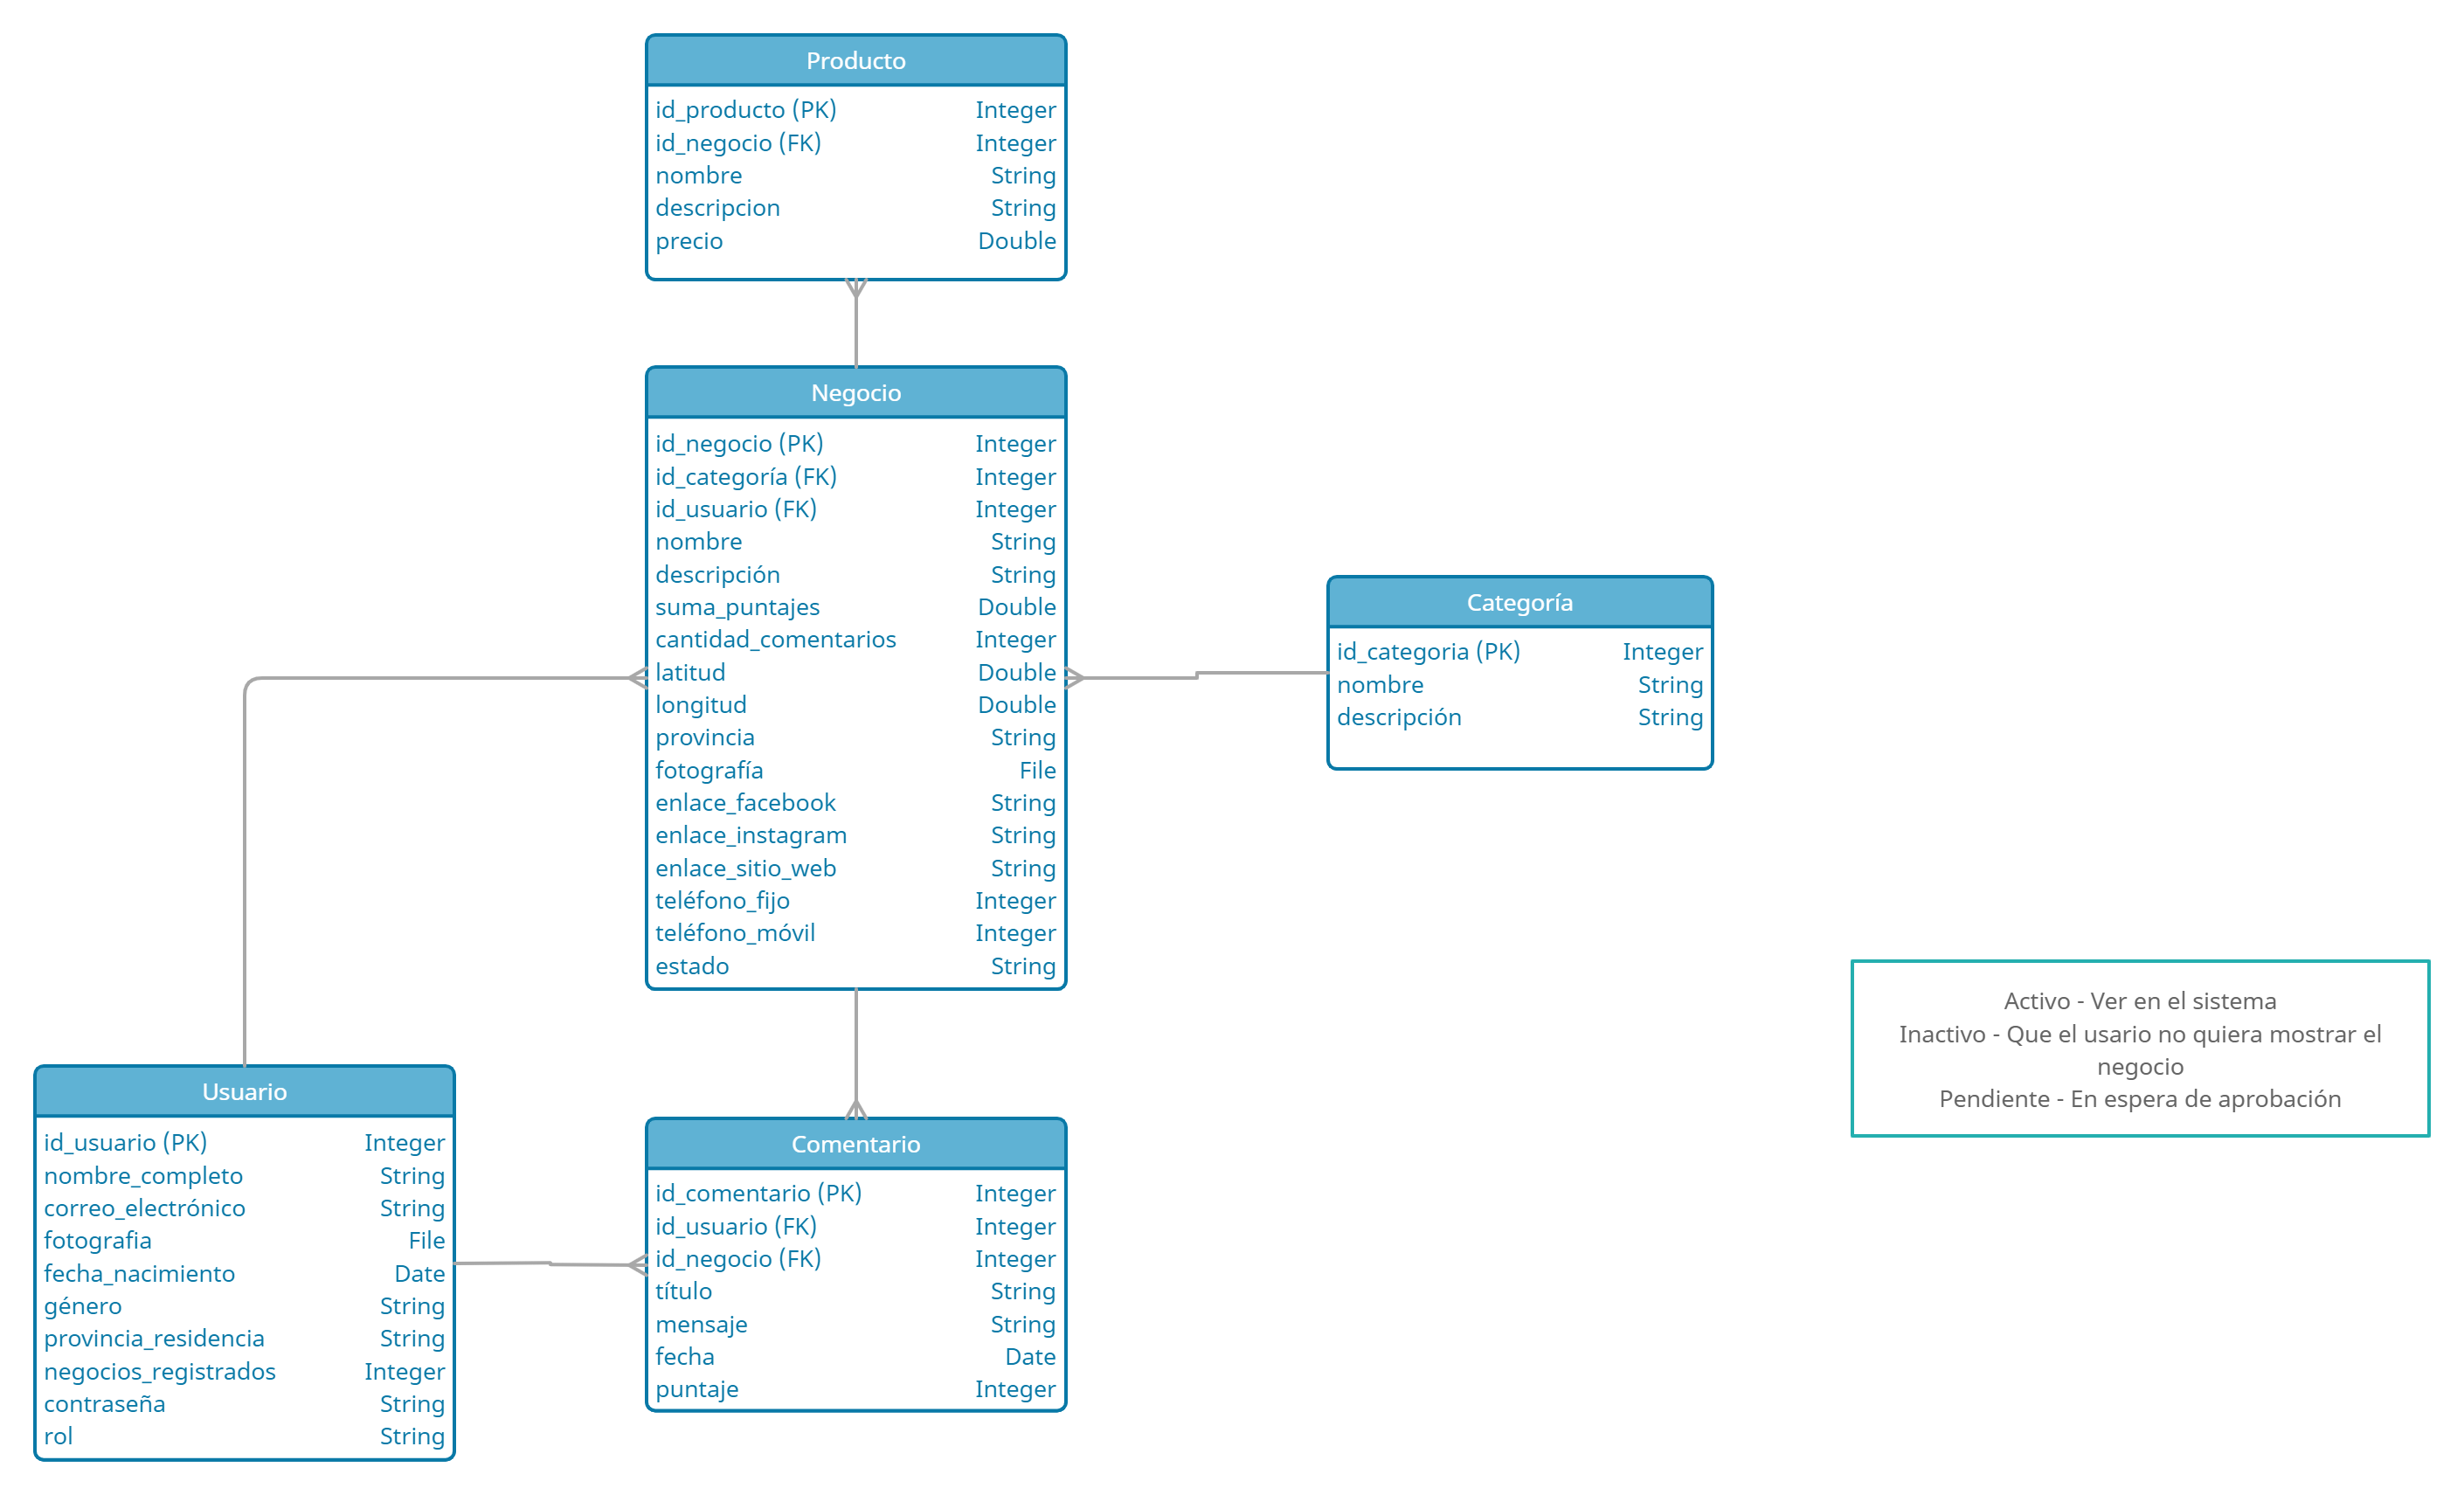 Producto
id_producto (PK) Integer
id_negocio (FK) Integer
nombre String
descripcion String
precio Double
Negocio
id_negocio (PK) Integer
id_categoría (FK) Integer
id_usuario (FK) Integer
nombre String
descripción String
suma_puntajes Double
cantidad_comentarios Integer
latitud Double
longitud Double
provincia String
fotografía File
enlace_facebook String
enlace_instagram String
enlace_sitio_web String
teléfono_fijo Integer
teléfono_móvil Integer
estado String
Categoría
id_categoria (PK) Integer
nombre String
descripción String
Activo - Ver en el sistema
Inactivo - Que el usario no quiera mostrar el
negocio
Pendiente - En espera de aprobación
Usuario
id_usuario (PK) Integer
nombre_completo String
correo_electrónico String
fotografia File
fecha_nacimiento Date
género String
provincia_residencia String
negocios_registrados Integer
contraseña String
rol String
Comentario
id_comentario (PK) Integer
id_usuario (FK) Integer
id_negocio (FK) Integer
título String
mensaje String
fecha Date
puntaje Integer